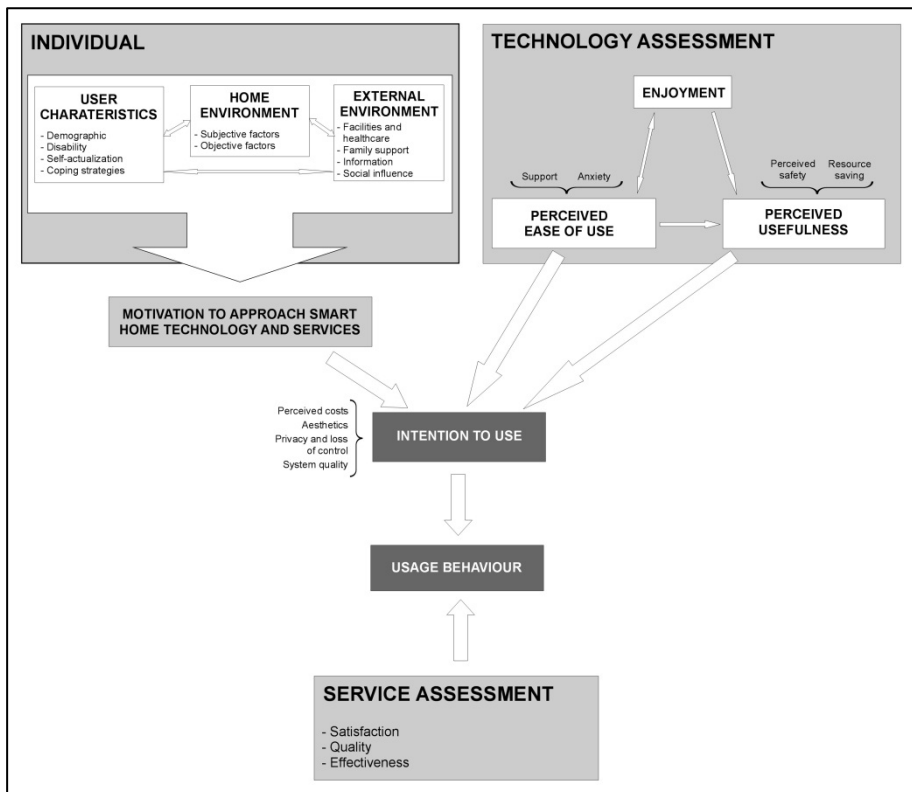 INDIVIDUAL
USER
CHARATERISTICS
- Demographic
- Disability
- Self-actualization
- Coping strategies
HOME
ENVIRONMENT
- Subjective factors
- Objective factors
EXTERNAL
ENVIRONMENT
- Facilities and
healthcare
- Family support
- Information
- Social influence
TECHNOLOGY ASSESSMENT
ENJOYMENT
Support Anxiety
PERCEIVED
EASE OF USE
Perceived
safety
Resource
saving
PERCEIVED
USEFULNESS
MOTIVATION TO APPROACH SMART
HOME TECHNOLOGY AND SERVICES
Perceived costs
Aesthetics
Privacy and loss
of control
System quality
INTENTION TO USE
USAGE BEHAVIOUR
SERVICE ASSESSMENT
- Satisfaction
- Quality
- Effectiveness